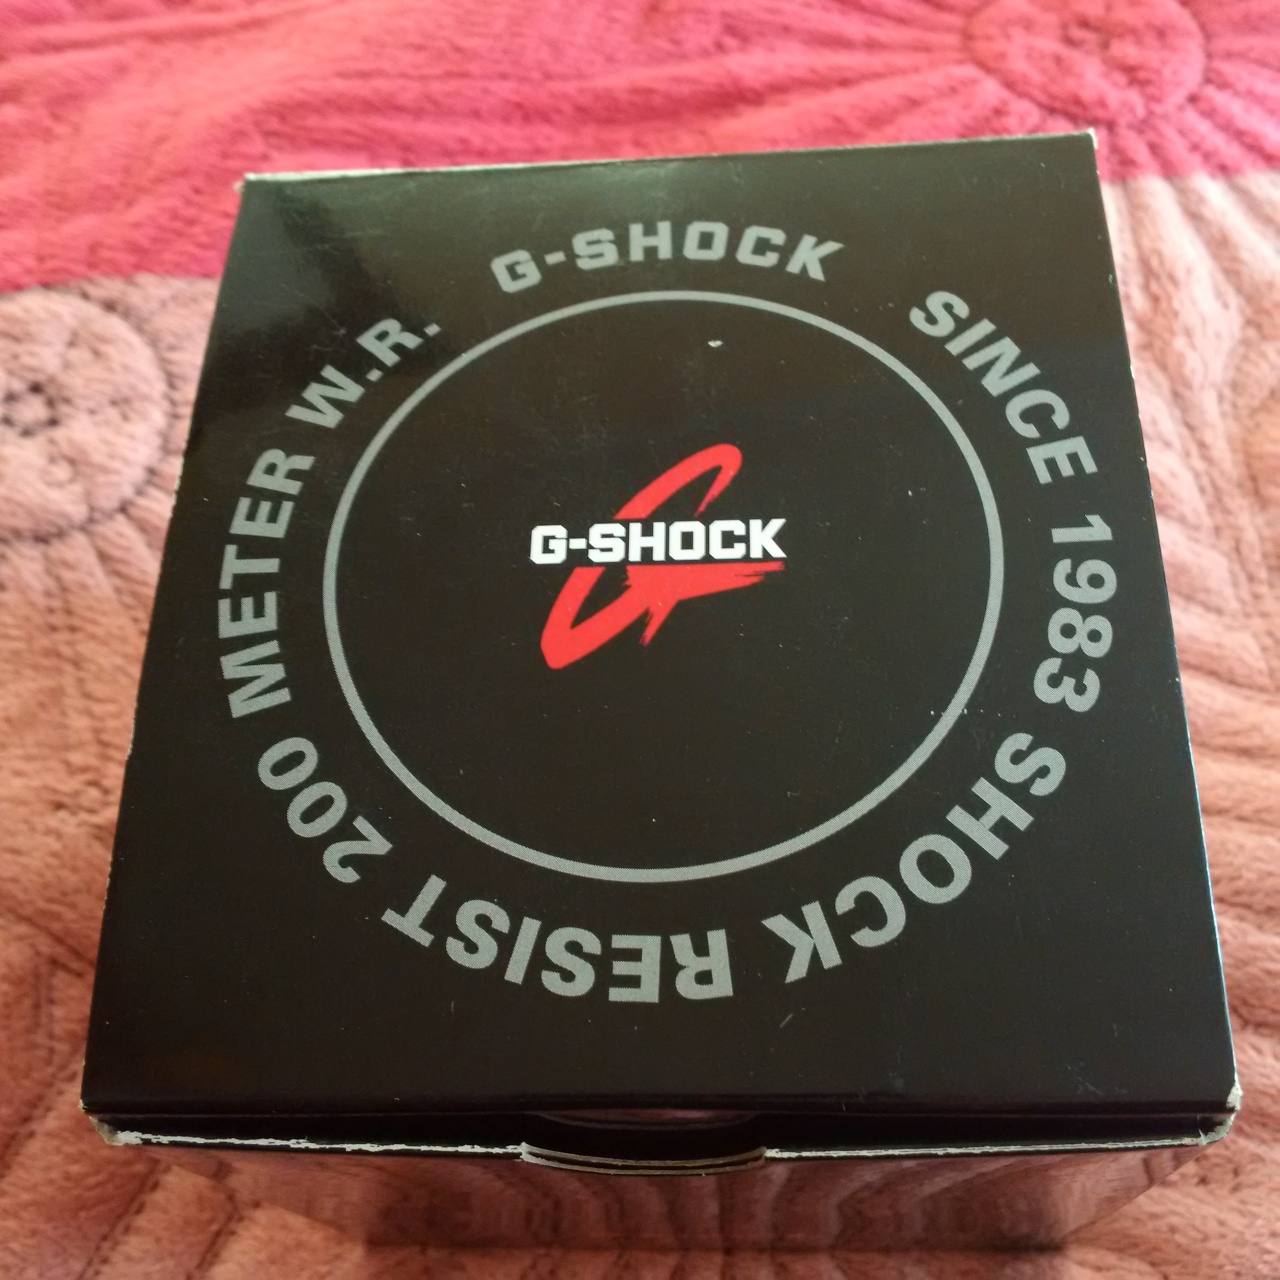 G-SHOCK
SINCE 1983 SHOCK RESIST 200 METER W.R.
G-SHOCK